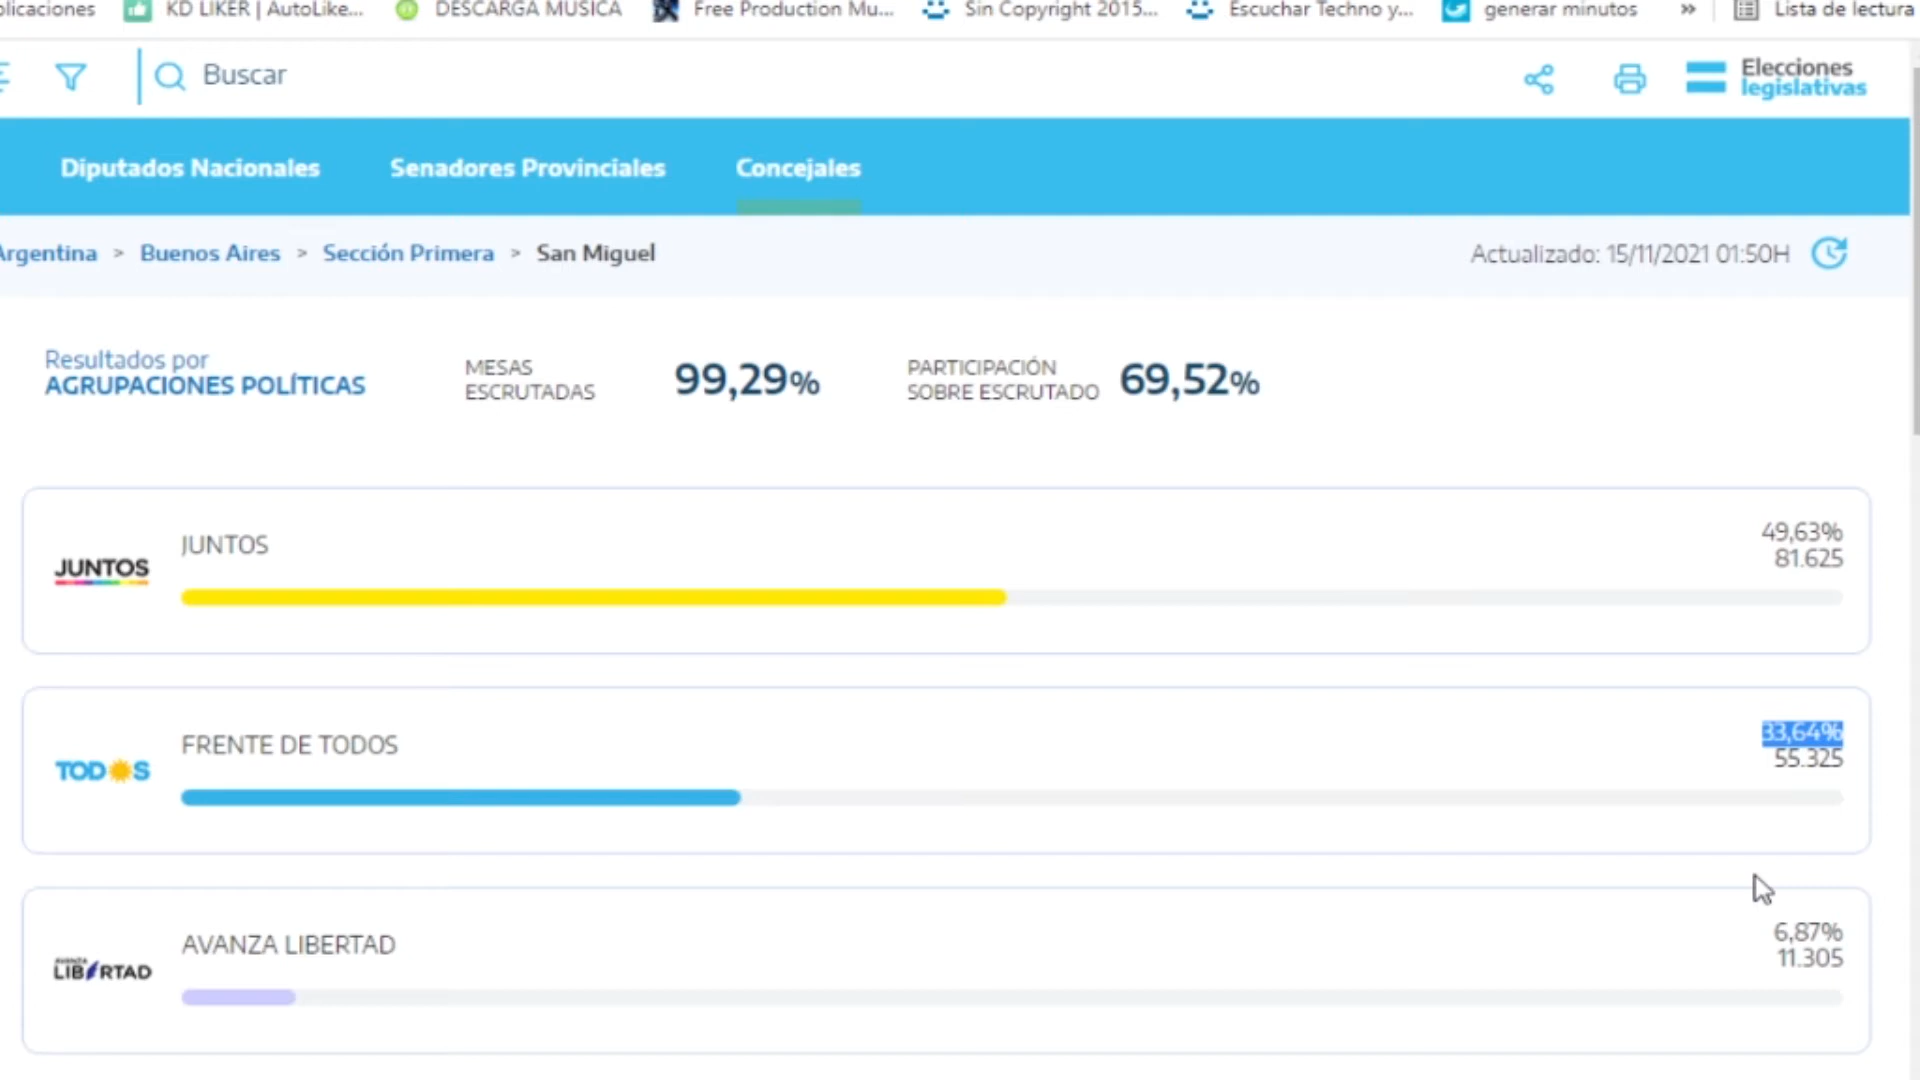 KD LIKER | AutoLike... DESCARGA MUSICA Free Production Mu... Sin Copyright 2015... Escuchar Techno y... generar minutos » Lista de lectura
Buscar
Elecciones
legislativas
Diputados Nacionales Senadores Provinciales Concejales
Argentina > Buenos Aires > Sección Primera > San Miguel Actualizado: 15/11/2021 01:50H
Resultados por
AGRUPACIONES POLÍTICAS
MESAS
ESCRUTADAS
99,29%
PARTICIPACIÓN
SOBRE ESCRUTADO
69,52%
JUNTOS
JUNTOS
49,63%
81.625
TODOS
FRENTE DE TODOS
33,64%
55.325
AVANZA
LIBERTAD
AVANZA LIBERTAD
6,87%
11.305